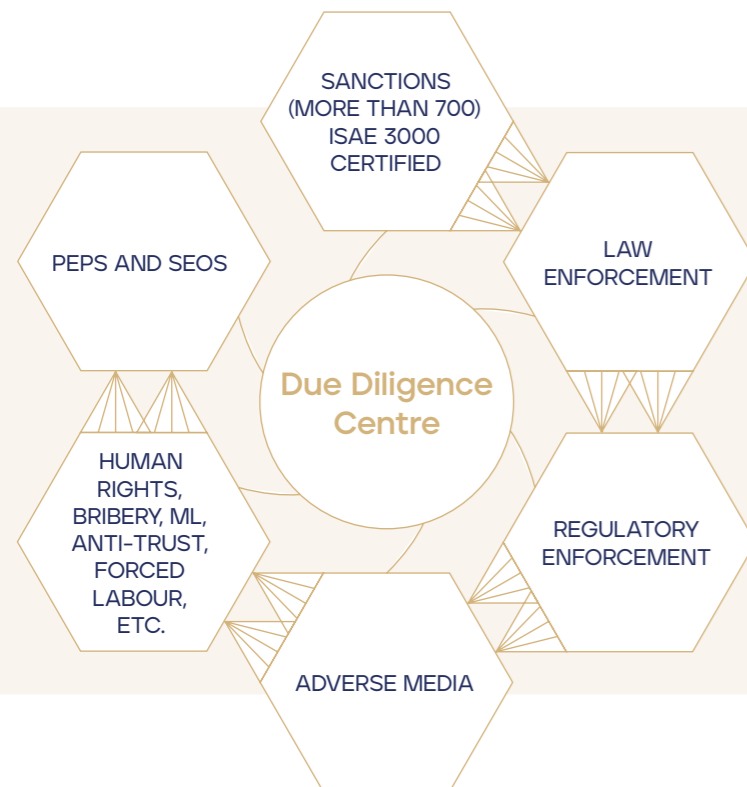 SANCTIONS
(MORE THAN 700)
ISAE 3000
CERTIFIED
PEPS AND SEOS
LAW
ENFORCEMENT
Due Diligence
Centre
HUMAN
RIGHTS,
BRIBERY, ML,
ANTI-TRUST,
FORCED
LABOUR,
ETC.
REGULATORY
ENFORCEMENT
ADVERSE MEDIA